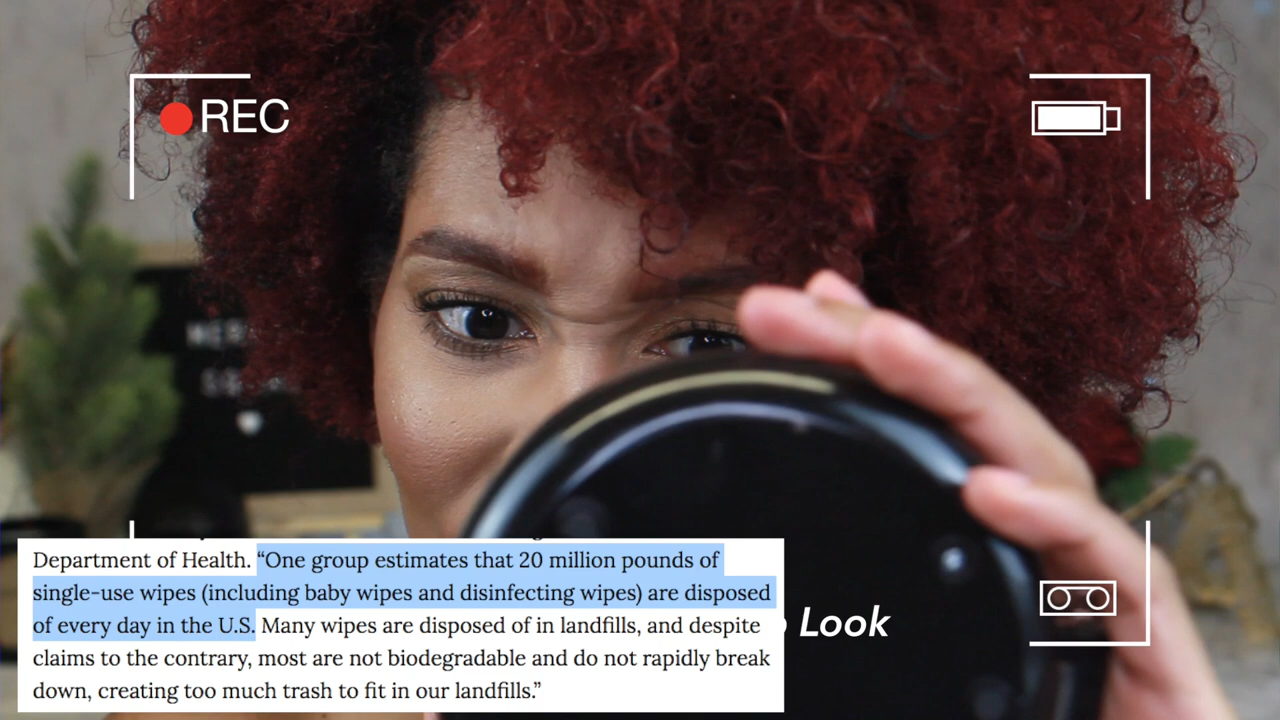 REC
Department of Health. “One group estimates that 20 million pounds of
single-use wipes (including baby wipes and disinfecting wipes) are disposed
of every day in the U.S. Many wipes are disposed of in landfills, and despite
claims to the contrary, most are not biodegradable and do not rapidly break
down, creating too much trash to fit in our landfills.”
Look